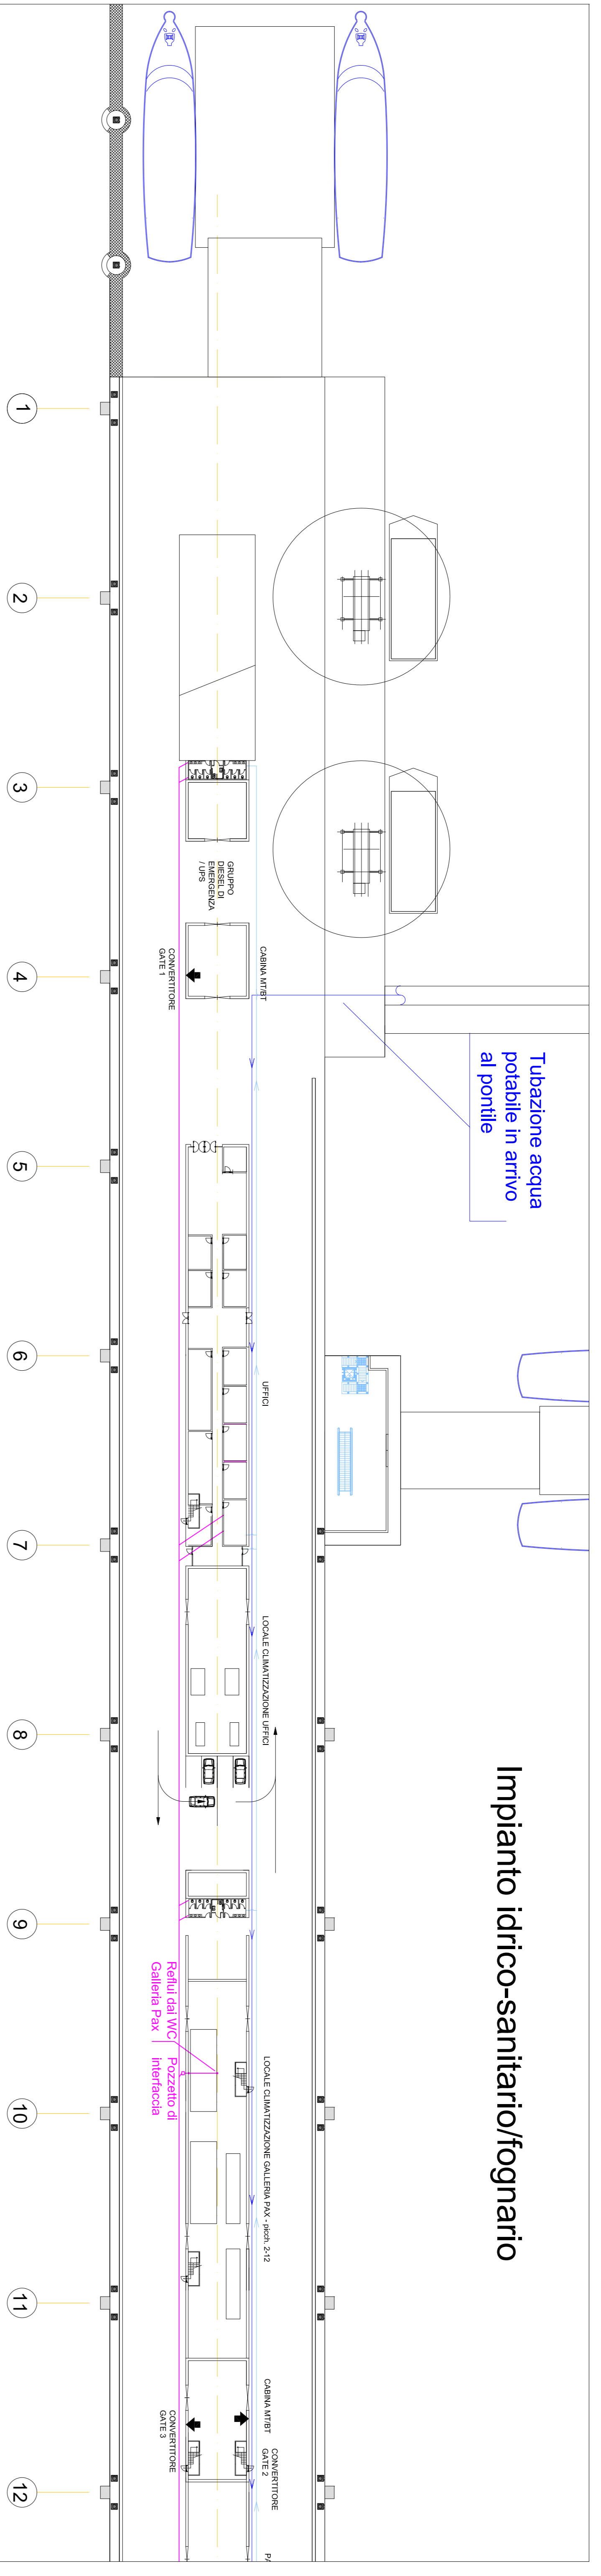 Impianto idrico-sanitario/fognario
Tubazione acqua
potabile in arrivo
al pontile
CABINA MT/BT
UFFICI
LOCALE CLIMATIZZAZIONE UFFICI
LOCALE CLIMATIZZAZIONE GALLERIA PAX - picch. 2-12
CABINA MT/BT
CONVERTITORE
GATE 2
GRUPPO
DIESEL DI
EMERGENZA
/ UPS
CONVERTITORE
GATE 1
Reflui dai WC
Galleria Pax
Pozzetto di
interfaccia
CONVERTITORE
GATE 3
1
2
3
4
5
6
7
8
9
10
11
12